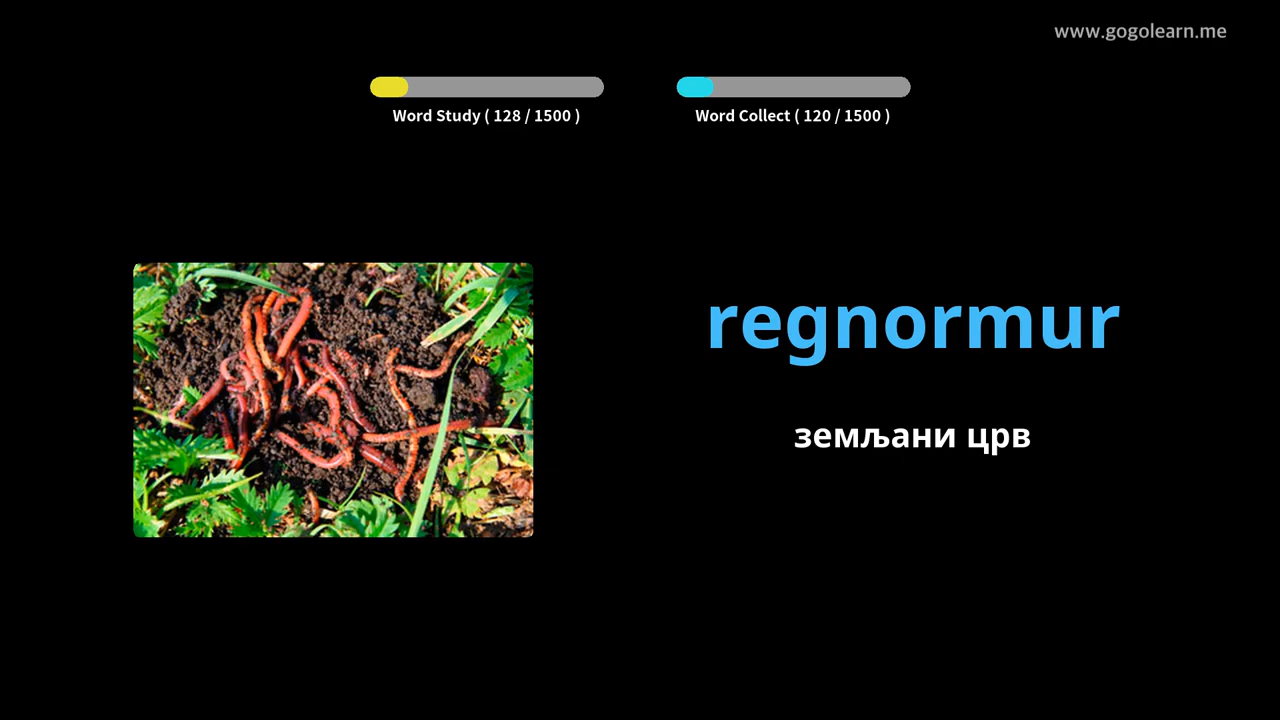 www.gogolearn.me
Word Study ( 128 / 1500 )
Word Collect ( 120 / 1500 )
regnormur
земљани црв